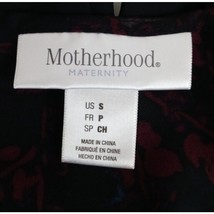 Motherhood®
MATERNITY
US S
FR P
SP CH
MADE IN CHINA
FABRIQUÉ EN CHINE
HECHO EN CHINA